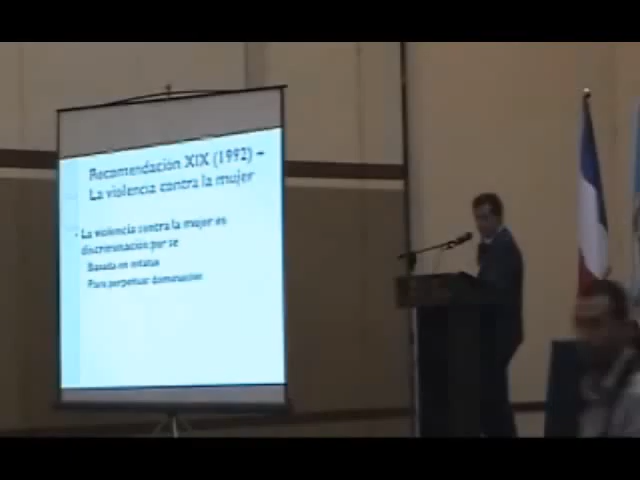 Recomendación XIX (1992) –
La violencia contra la mujer
• La violencia contra la mujer es
discriminación per se
Basada en estatus
Para perpetuar dominación